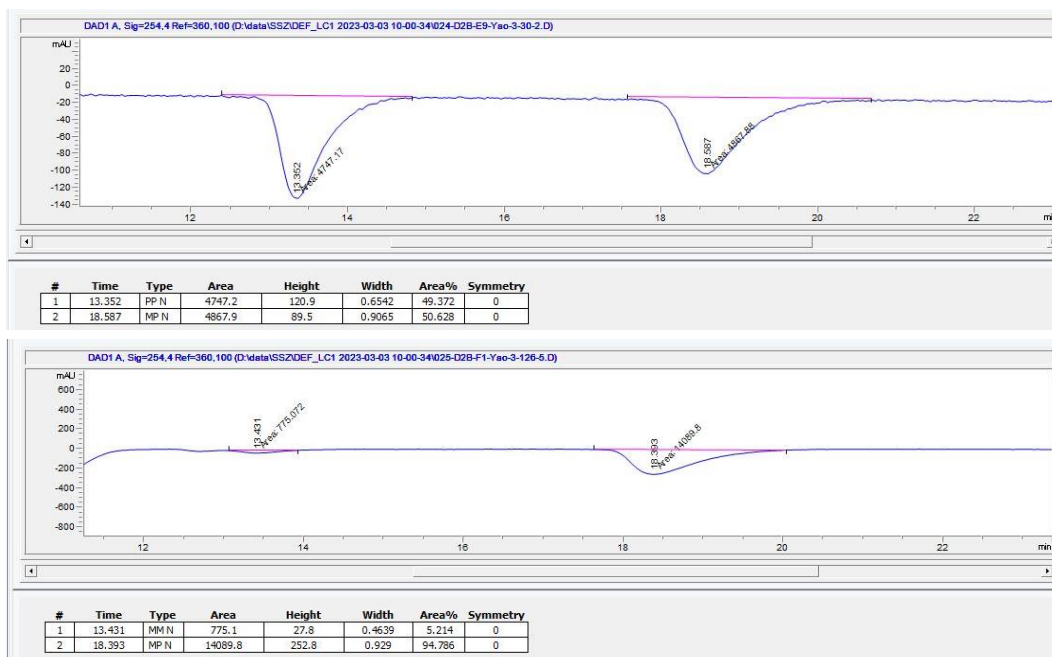 DAD1 A, Sig=254,4 Ref=360,100 (D:\data\SSZ\DEF_LC1 2023-03-03 10-00-34\024-D2B-E9-Yao-3-30-2.D)
mAU
20
0
-20
-40
-60
-80
-100
-120
-140
13.352
Area: 4747.17
18.587
Area: 4867.88
12 14 16 18 20 22
# Time Type Area Height Width Area% Symmetry
1 13.352 PP N 4747.2 120.9 0.6542 49.372 0
2 18.587 MP N 4867.9 89.5 0.9065 50.628 0
DAD1 A, Sig=254,4 Ref=360,100 (D:\data\SSZ\DEF_LC1 2023-03-03 10-00-34\025-D2B-F1-Yao-3-126-5.D)
mAU
600
400
200
0
-200
-400
-600
-800
13.431
Area: 775.072
18.393
Area: 14089.8
12 14 16 18 20 22 min
# Time Type Area Height Width Area% Symmetry
1 13.431 MM N 775.1 27.8 0.4639 5.214 0
2 18.393 MP N 14089.8 252.8 0.929 94.786 0